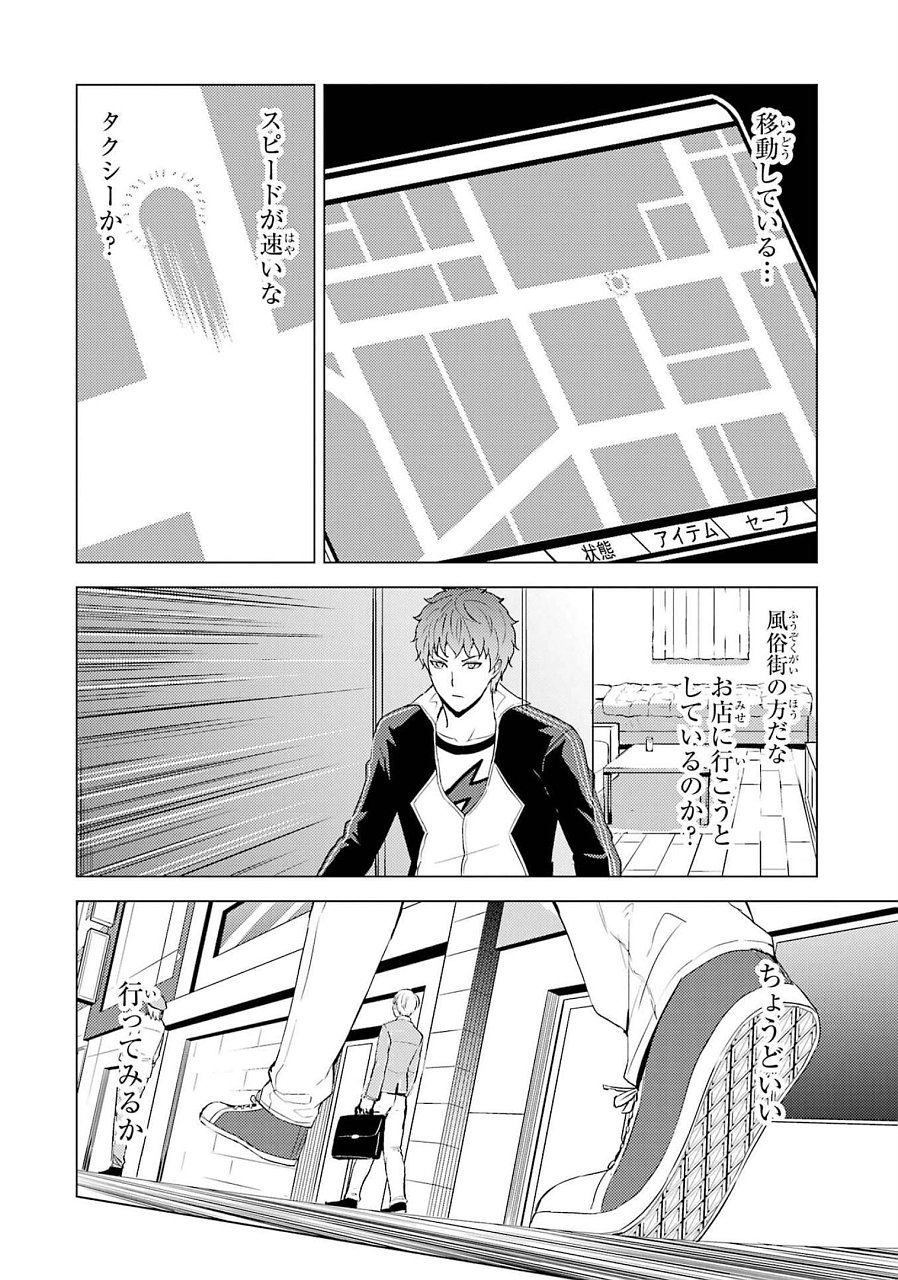 移動している…
状態
アイテム
セーブ
スピードが速いな
タクシーか?
風俗街の方だな
お店に行こうと
しているのか?
ちょうどいい
行ってみるか